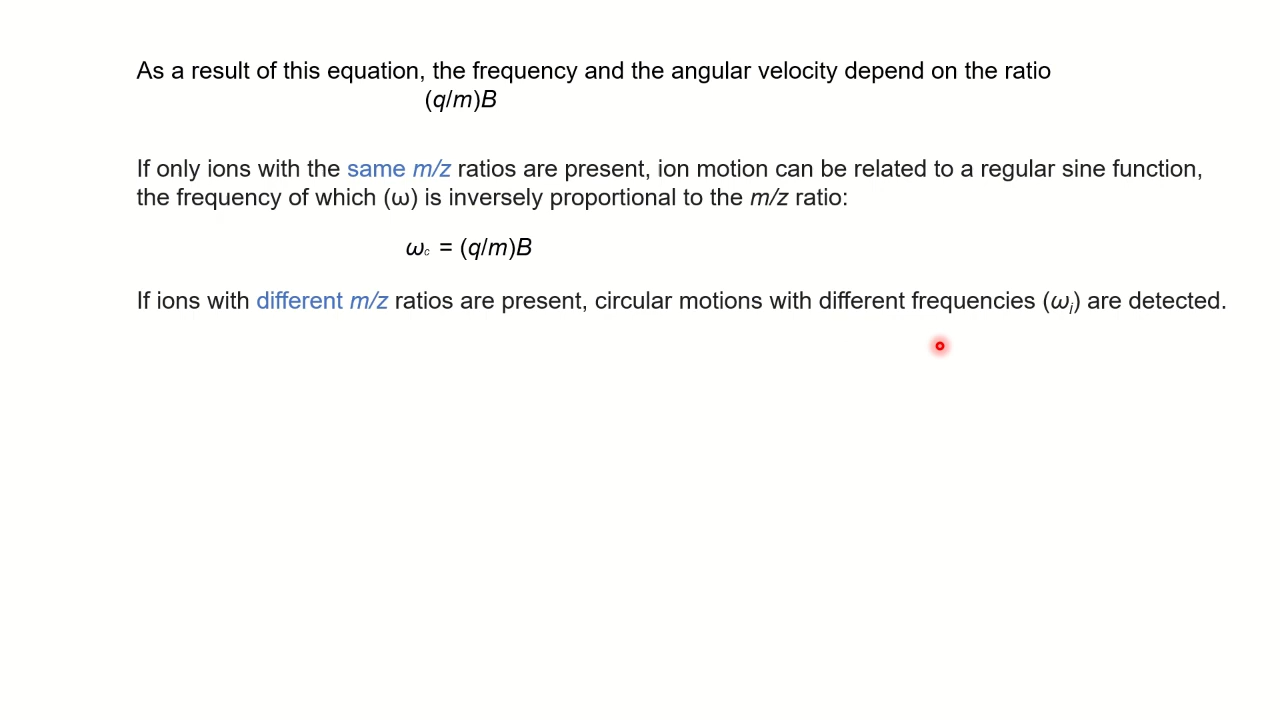 As a result of this equation, the frequency and the angular velocity depend on the ratio
(q/m)B
If only ions with the same m/z ratios are present, ion motion can be related to a regular sine function,
the frequency of which (ω) is inversely proportional to the m/z ratio:
ωc = (q/m)B
If ions with different m/z ratios are present, circular motions with different frequencies (ωi) are detected.